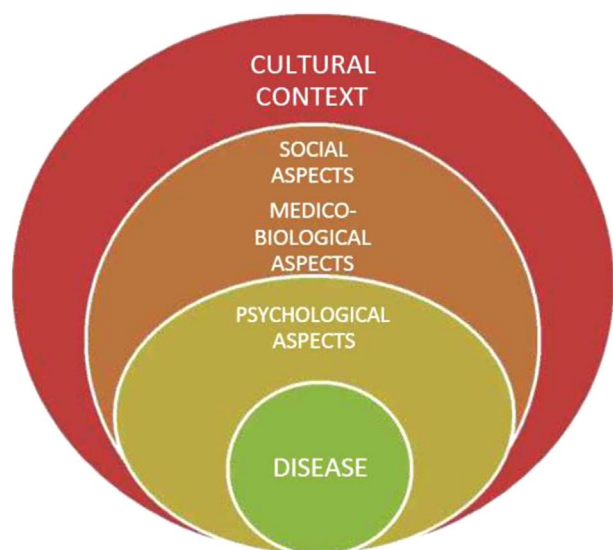 CULTURAL
CONTEXT
SOCIAL
ASPECTS
MEDICO-
BIOLOGICAL
ASPECTS
PSYCHOLOGICAL
ASPECTS
DISEASE